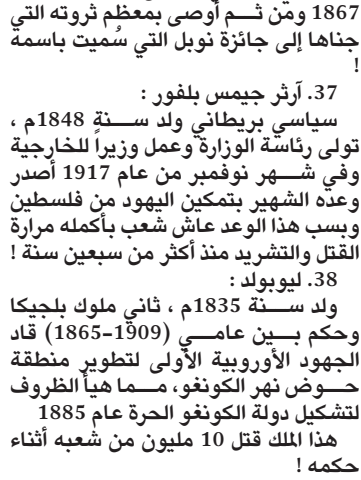 1867 ومن ثم أوصى بمعظم ثروته التي
جناها إلى جائزة نوبل التي سُميت باسمه
!
37. آرثر جيمس بلفور :
سياسي بريطاني ولد سنة 1848م ،
تولى رئاسة الوزارة وعمل وزيراً للخارجية
وفي شهر نوفمبر من عام 1917 أصدر
وعده الشهير بتمكين اليهود من فلسطين
وبسب هذا الوعد عاش شعب بأكمله مرارة
القتل والتشريد منذ أكثر من سبعين سنة !
38. ليوبولد :
ولد سنة 1835م ، ثاني ملوك بلجيكا
وحكم بين عامي (1909-1865) قاد
الجهود الأوروبية الأولى لتطوير منطقة
حوض نهر الكونغو، مما هيأ الظروف
لتشكيل دولة الكونغو الحرة عام 1885
هذا الملك قتل 10 مليون من شعبه أثناء
حكمه !